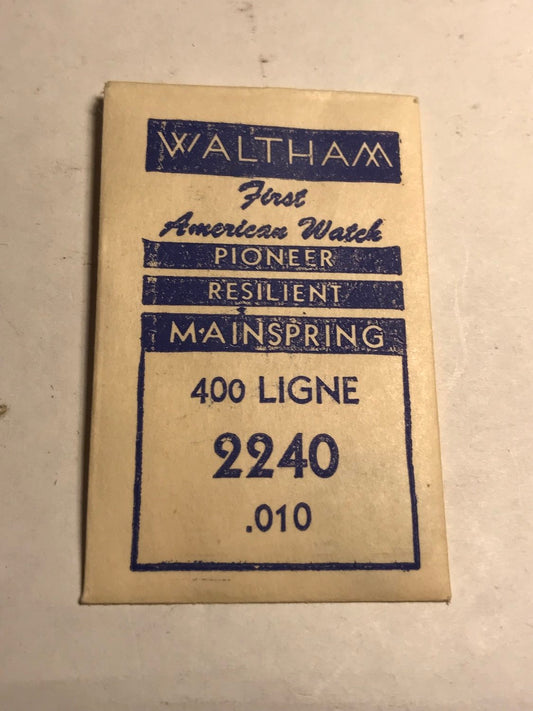 WALTHAM
First
American Watch
PIONEER
RESILIENT
MAINSPRING
400 LIGNE
2240
.010